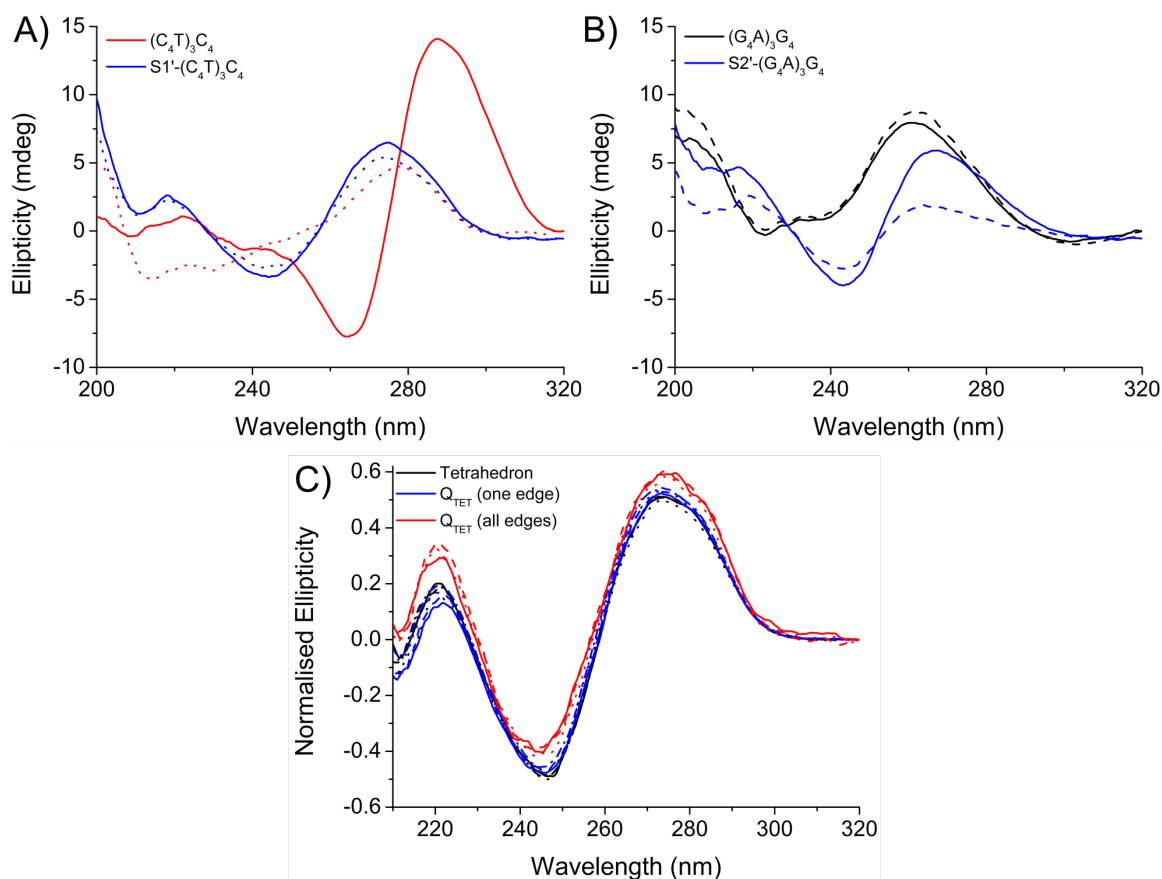 A)
(C₄T)₃C₄
S1'-(C₄T)₃C₄
15
10
5
0
-5
-10
Ellipticity (mdeg)
200 240 280 320
Wavelength (nm)
B)
(G₄A)₃G₄
S2'-(G₄A)₃G₄
15
10
5
0
-5
-10
Ellipticity (mdeg)
200 240 280 320
Wavelength (nm)
C)
Tetrahedron
Q_TET (one edge)
Q_TET (all edges)
0.6
0.4
0.2
0.0
-0.2
-0.4
-0.6
Normalised Ellipticity
220 240 260 280 300 320
Wavelength (nm)